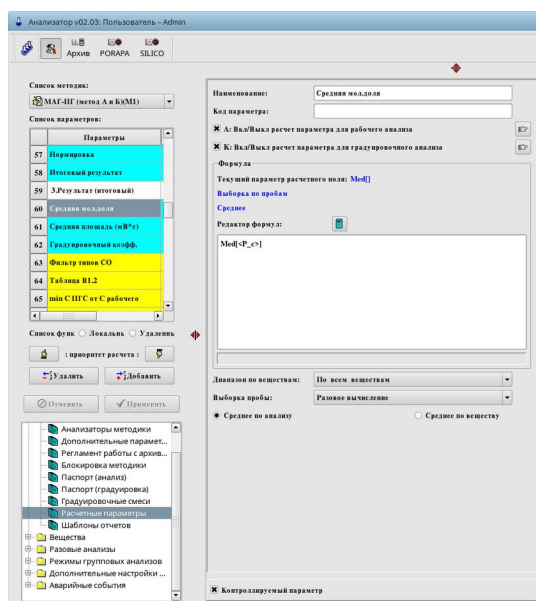 Анализатор v02.03: Пользователь - Admin
Архив PORAPA SILICO
Список методик:
МАГ-ПГ (метод А и Б)(М1)
Список параметров:
Параметры
57 Нормировка
58 Итоговый результат
59 3.Результат (итоговый)
60 Средняя мол.доля
61 Средняя площадь (мВ*с)
62 Градуировочный коэфф.
63 Фильтр типов СО
64 Таблица В1.2
65 min С ПГС от С рабочего
Список функ Локальнь Удаленнь
: приоритет расчета :
Удалить Добавить
Отменить Применить
Анализаторы методики
Дополнительные парамет...
Регламент работы с архив...
Блокировка методики
Паспорт (анализ)
Паспорт (градуировка)
Градуировочные смеси
Расчетные параметры
Шаблоны отчетов
Вещества
Разовые анализы
Режимы групповых анализов
Дополнительные настройки ...
Аварийные события
Наименование: Средняя мол.доля
Код параметра:
А: Вкл/Выкл расчет параметра для рабочего анализа
К: Вкл/Выкл расчет параметра для градуировочного анализа
Формула
Текущий параметр расчетного поля: Med[]
Выборка по пробам
Среднее
Редактор формул:
Med[<P_c>]
Диапазон по веществам: По всем веществам
Выборка пробы: Разовое вычисление
Среднее по анализу Среднее по веществу
Контроллируемый параметр